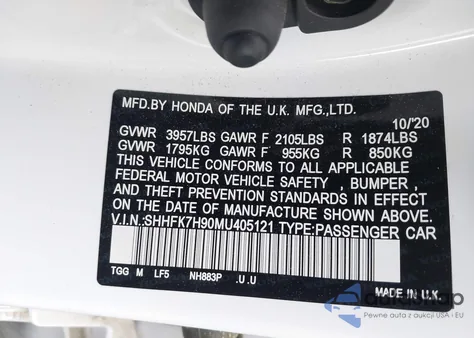 MFD.BY HONDA OF THE U.K. MFG.,LTD.
10/'20
GVWR 3957LBS GAWR F 2105LBS R 1874LBS
GVWR 1795KG GAWR F 955KG R 850KG
THIS VEHICLE CONFORMS TO ALL APPLICABLE
FEDERAL MOTOR VEHICLE SAFETY , BUMPER ,
AND THEFT PREVENTION STANDARDS IN EFFECT
ON THE DATE OF MANUFACTURE SHOWN ABOVE.
V.I.N.:SHHFK7H90MU405121 TYPE:PASSENGER CAR
TGG M LF5 NH883P .U.U
MADE IN U.K.
Pewne auta z aukcji USA i EU